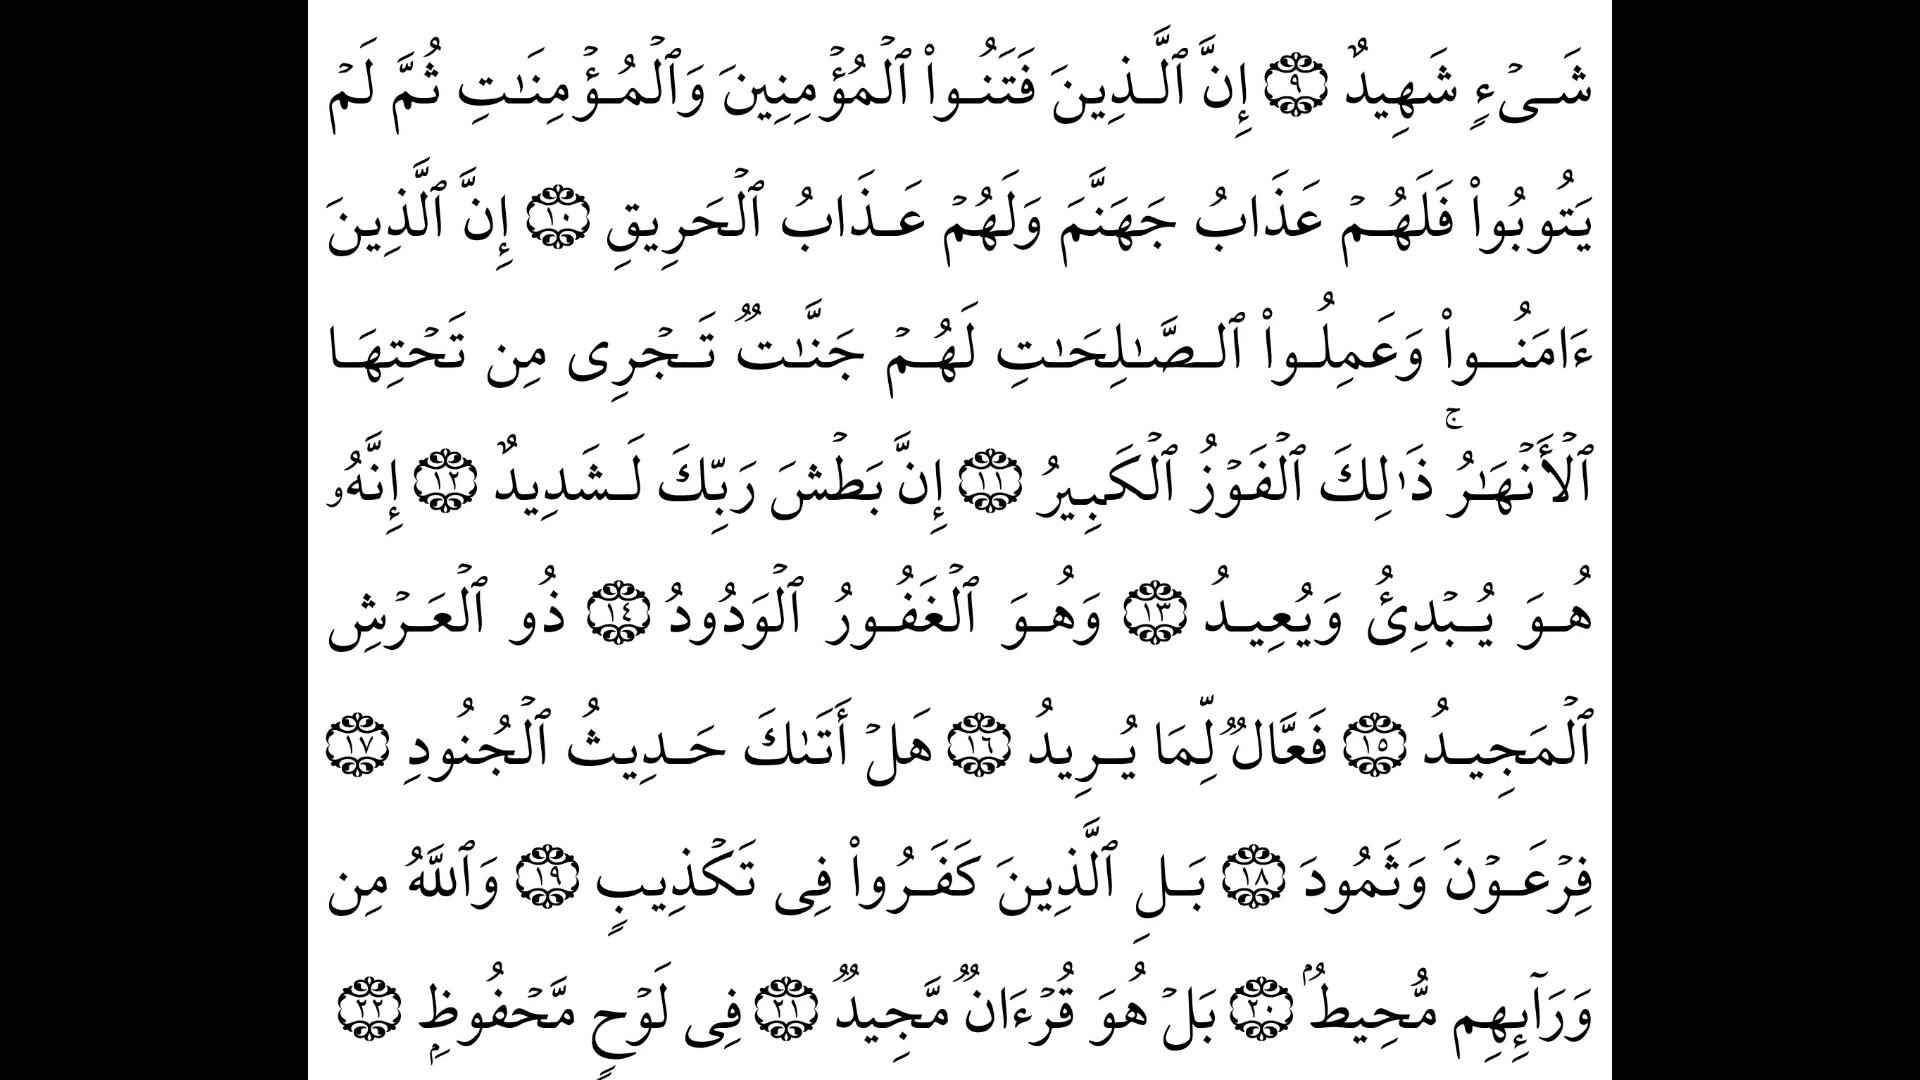 شَىۡءٍ شَهِيدٌ ٩ إِنَّ ٱلَّذِينَ فَتَنُواْ ٱلۡمُؤۡمِنِينَ وَٱلۡمُؤۡمِنَٰتِ ثُمَّ لَمۡ
يَتُوبُواْ فَلَهُمۡ عَذَابُ جَهَنَّمَ وَلَهُمۡ عَذَابُ ٱلۡحَرِيقِ ١٠ إِنَّ ٱلَّذِينَ
ءَامَنُواْ وَعَمِلُواْ ٱلصَّٰلِحَٰتِ لَهُمۡ جَنَّٰتٞ تَجۡرِى مِن تَحۡتِهَا
ٱلۡأَنۡهَٰرُۚ ذَٰلِكَ ٱلۡفَوۡزُ ٱلۡكَبِيرُ ١١ إِنَّ بَطۡشَ رَبِّكَ لَشَدِيدٌ ١٢ إِنَّهُۥ
هُوَ يُبۡدِئُ وَيُعِيدُ ١٣ وَهُوَ ٱلۡغَفُورُ ٱلۡوَدُودُ ١٤ ذُو ٱلۡعَرۡشِ
ٱلۡمَجِيدُ ١٥ فَعَّالٞ لِّمَا يُرِيدُ ١٦ هَلۡ أَتَىٰكَ حَدِيثُ ٱلۡجُنُودِ ١٧
فِرۡعَوۡنَ وَثَمُودَ ١٨ بَلِ ٱلَّذِينَ كَفَرُواْ فِى تَكۡذِيبٍ ١٩ وَٱللَّهُ مِن
وَرَآئِهِم مُّحِيطُۢ ٢٠ بَلۡ هُوَ قُرۡءَانٞ مَّجِيدٞ ٢١ فِى لَوۡحٖ مَّحۡفُوظِۭ ٢٢